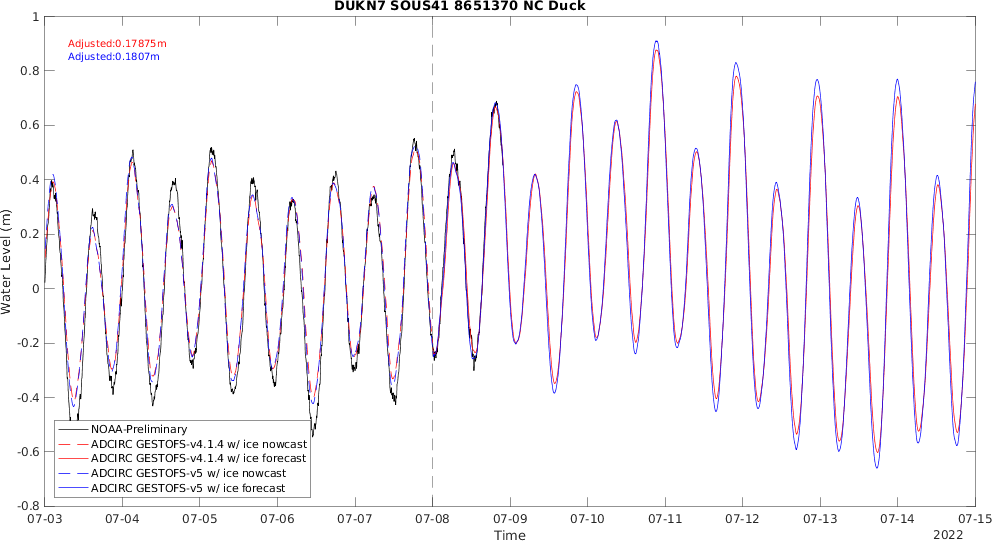 DUKN7 SOUS41 8651370 NC Duck
Adjusted:0.17875m
Adjusted:0.1807m
Water Level (m)
1
0.8
0.6
0.4
0.2
0
-0.2
-0.4
-0.6
-0.8
NOAA-Preliminary
ADCIRC GESTOFS-v4.1.4 w/ ice nowcast
ADCIRC GESTOFS-v4.1.4 w/ ice forecast
ADCIRC GESTOFS-v5 w/ ice nowcast
ADCIRC GESTOFS-v5 w/ ice forecast
07-03 07-04 07-05 07-06 07-07 07-08 07-09 07-10 07-11 07-12 07-13 07-14 07-15
Time
2022